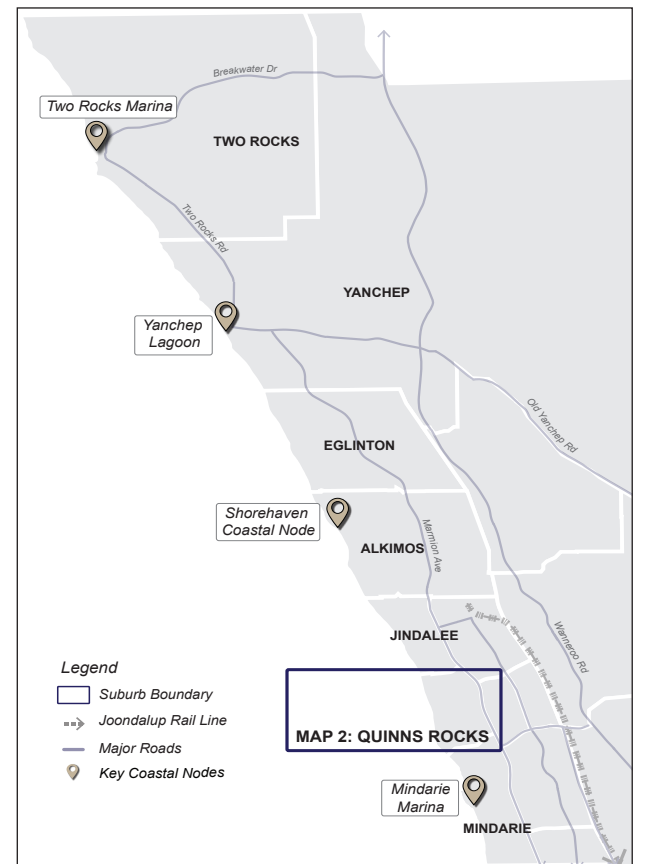 Breakwater Dr
Two Rocks Marina
TWO ROCKS
Two Rocks Rd
YANCHEP
Yanchep
Lagoon
Old Yanchep Rd
EGLINTON
Shorehaven
Coastal Node
Marmion Ave
ALKIMOS
JINDALEE
Wanneroo Rd
Legend
Suburb Boundary
Joondalup Rail Line
Major Roads
Key Coastal Nodes
MAP 2: QUINNS ROCKS
Mindarie
Marina
MINDARIE